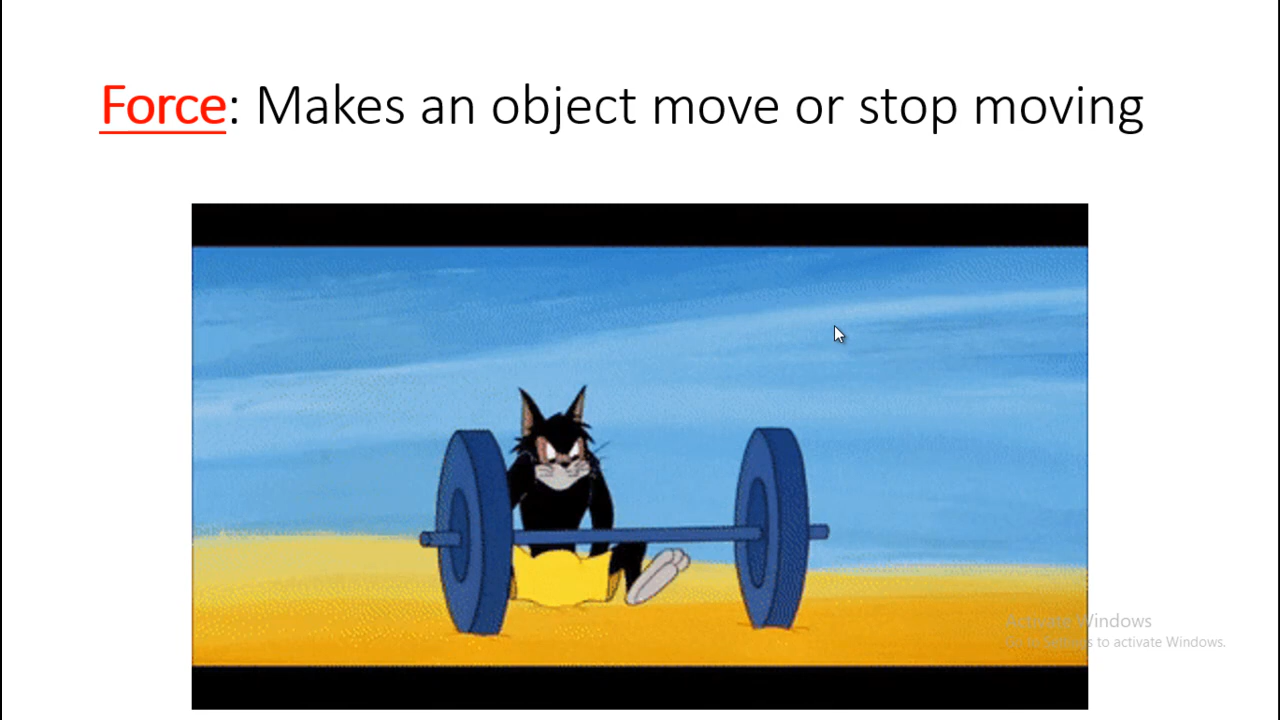 Force: Makes an object move or stop moving
Activate Windows
Go to Settings to activate Windows.